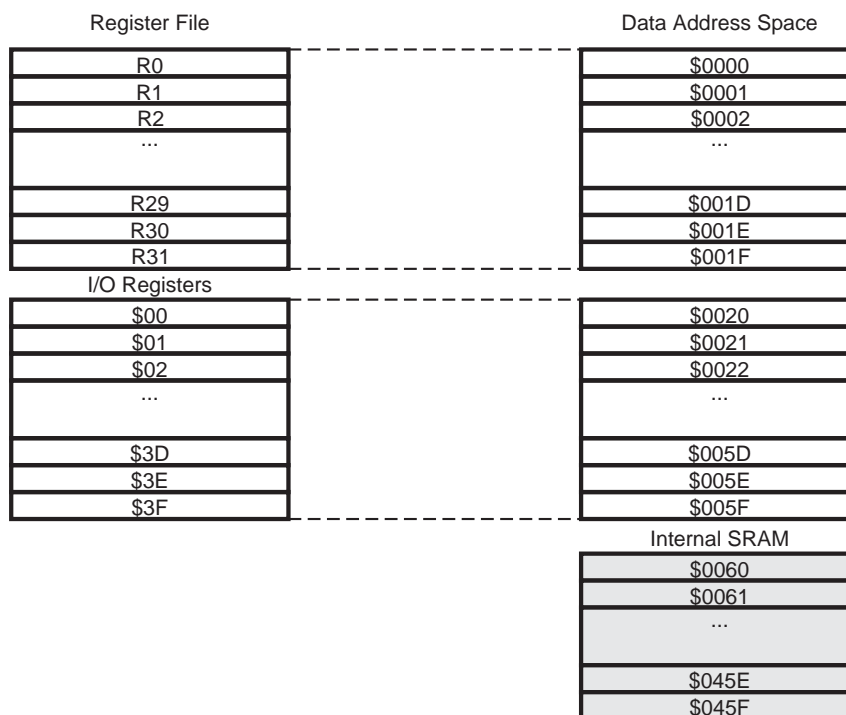 Register File Data Address Space
R0 $0000
R1 $0001
R2 $0002
... ...
R29 $001D
R30 $001E
R31 $001F
I/O Registers
$00 $0020
$01 $0021
$02 $0022
... ...
$3D $005D
$3E $005E
$3F $005F
Internal SRAM
$0060
$0061
...
$045E
$045F